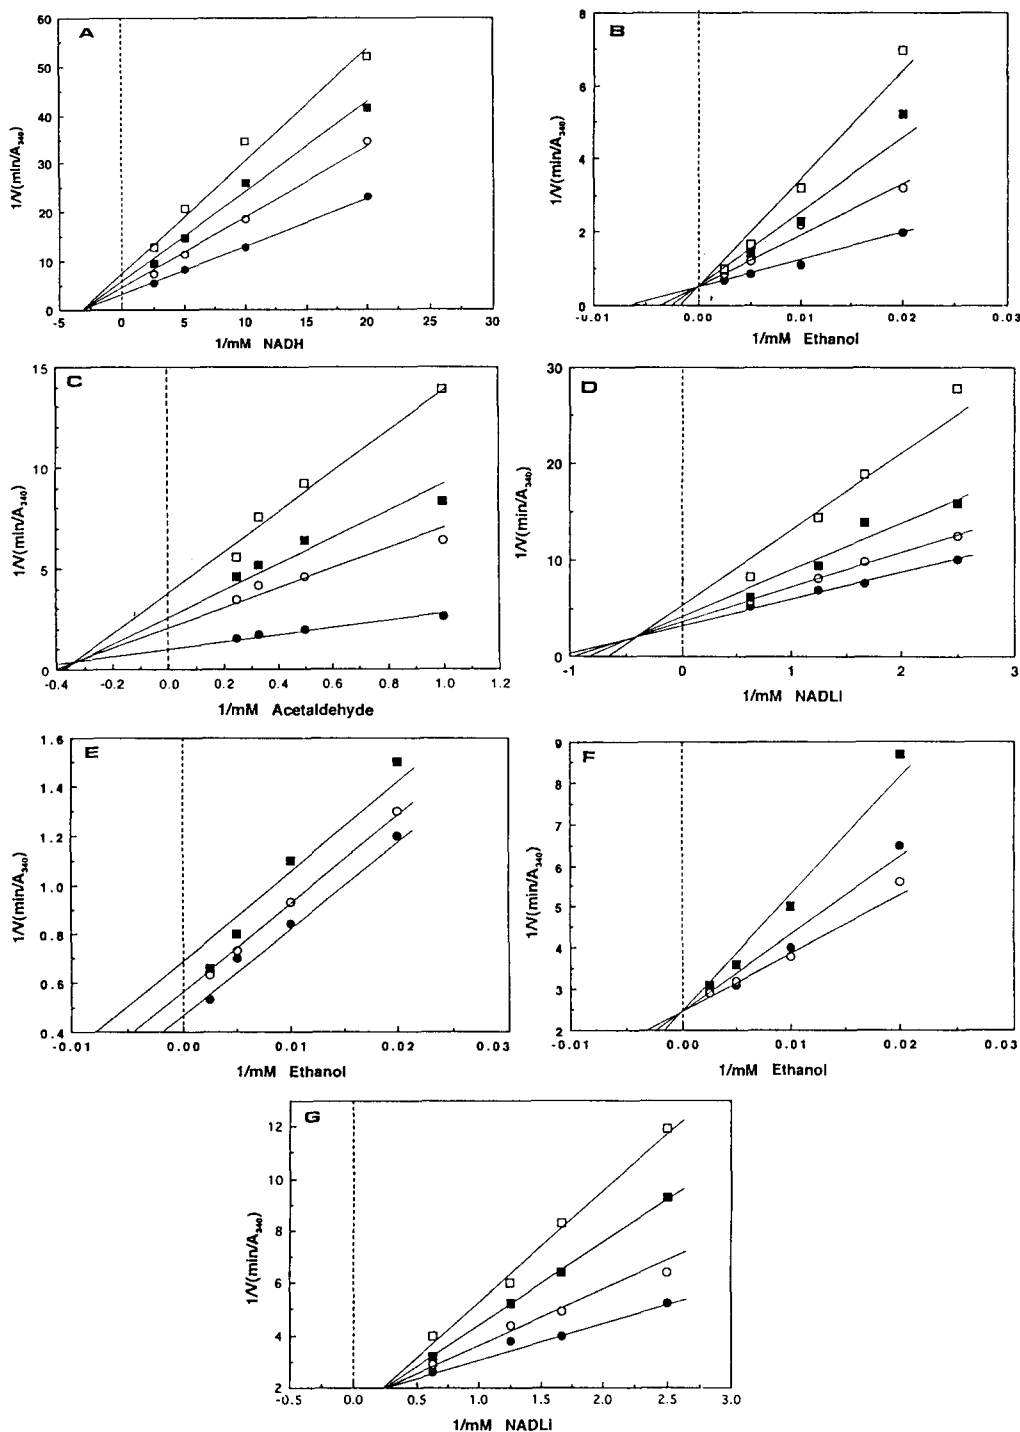 A
60
50
40
30
20
10
0
-5 0 5 10 15 20 25 30
1/V(min/A340)
1/mM NADH
B
8
6
4
2
0
-0.01 0.00 0.01 0.02 0.03
1/V(min/A340)
1/mM Ethanol
C
15
10
5
0
-0.4 -0.2 0.0 0.2 0.4 0.6 0.8 1.0 1.2
1/V(min/A340)
1/mM Acetaldehyde
D
30
20
10
0
-1 0 1 2 3
1/V(min/A340)
1/mM NADLI
E
1.6
1.4
1.2
1.0
0.8
0.6
0.4
-0.01 0.00 0.01 0.02 0.03
1/V(min/A340)
1/mM Ethanol
F
9
8
7
6
5
4
3
2
-0.01 0.00 0.01 0.02 0.03
1/V(min/A340)
1/mM Ethanol
G
12
10
8
6
4
2
-0.5 0.0 0.5 1.0 1.5 2.0 2.5 3.0
1/V(min/A340)
1/mM NADLI